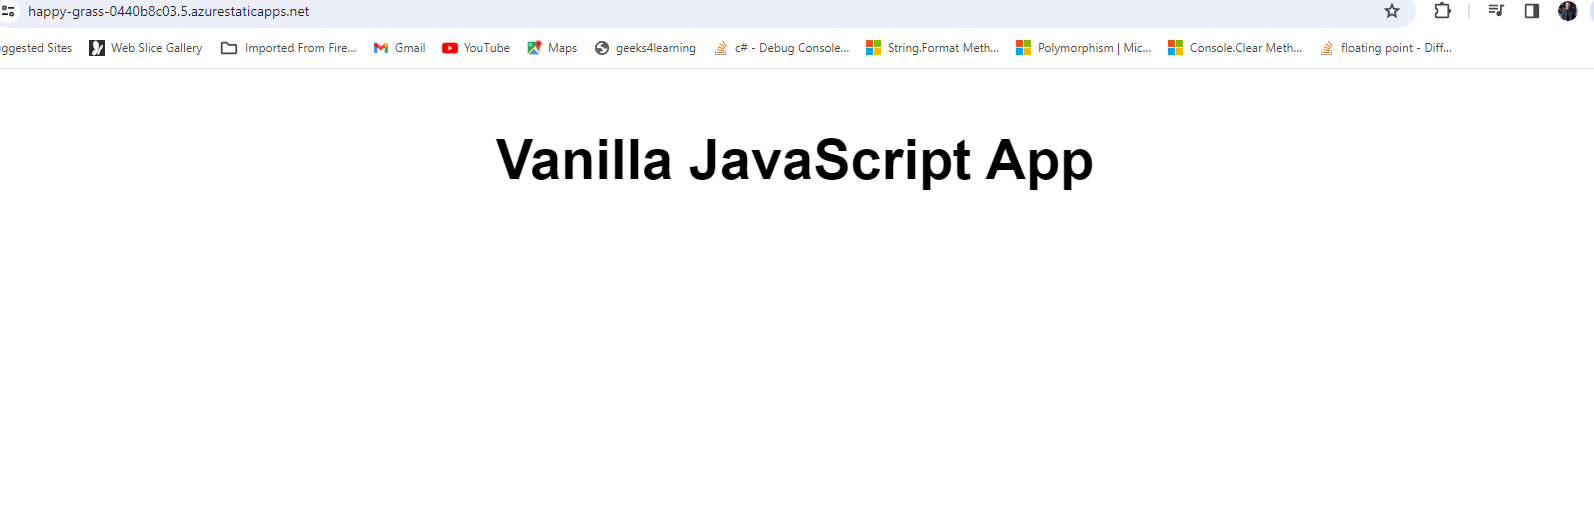 happy-grass-0440b8c03.5.azurestaticapps.net
ggested Sites Web Slice Gallery Imported From Fire... Gmail YouTube Maps geeks4learning c# - Debug Console... String.Format Meth... Polymorphism | Mic... Console.Clear Meth... floating point - Diff...
Vanilla JavaScript App